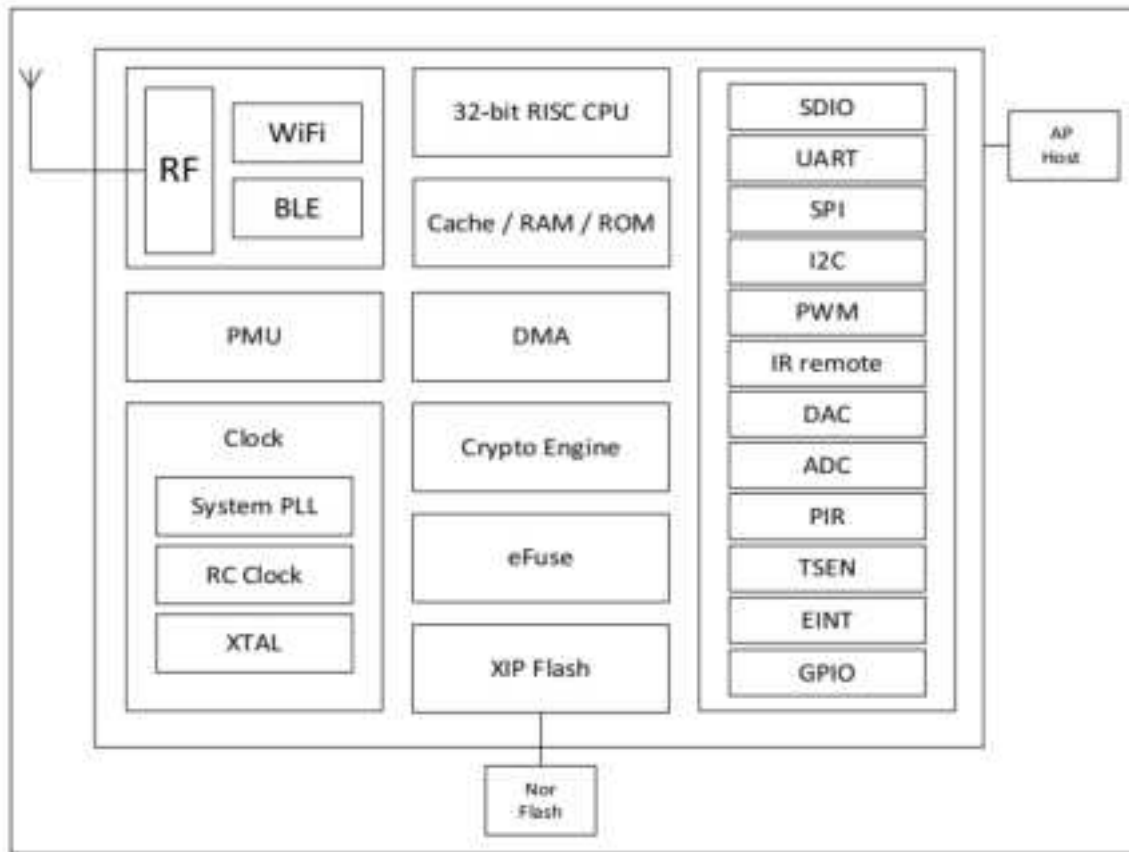 RF
WiFi
BLE
PMU
Clock
System PLL
RC Clock
XTAL
32-bit RISC CPU
Cache / RAM / ROM
DMA
Crypto Engine
eFuse
XIP Flash
SDIO
UART
SPI
I2C
PWM
IR remote
DAC
ADC
PIR
TSEN
EINT
GPIO
AP
Host
Nor
Flash